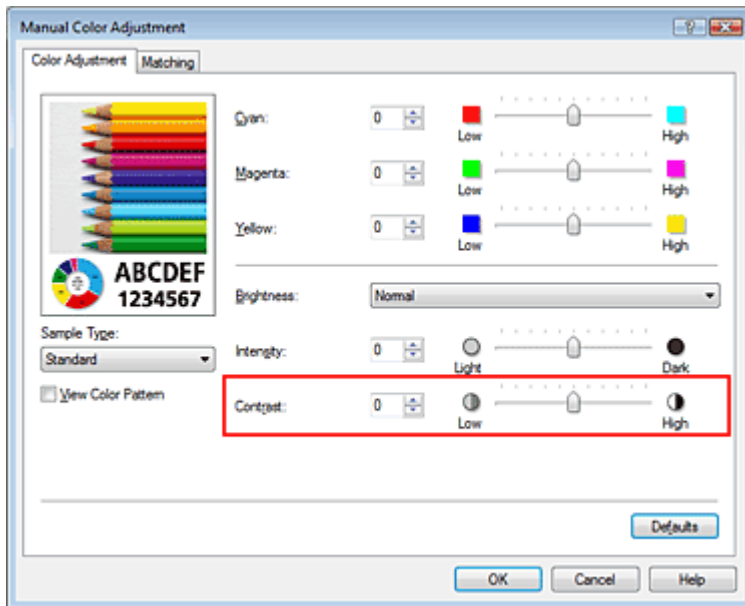 Manual Color Adjustment
Color Adjustment Matching
Cyan: 0 Low High
Magenta: 0 Low High
Yellow: 0 Low High
ABCDEF
1234567
Brightness: Normal
Sample Type:
Standard
Intensity: 0 Light Dark
View Color Pattern
Contrast: 0 Low High
Defaults
OK Cancel Help